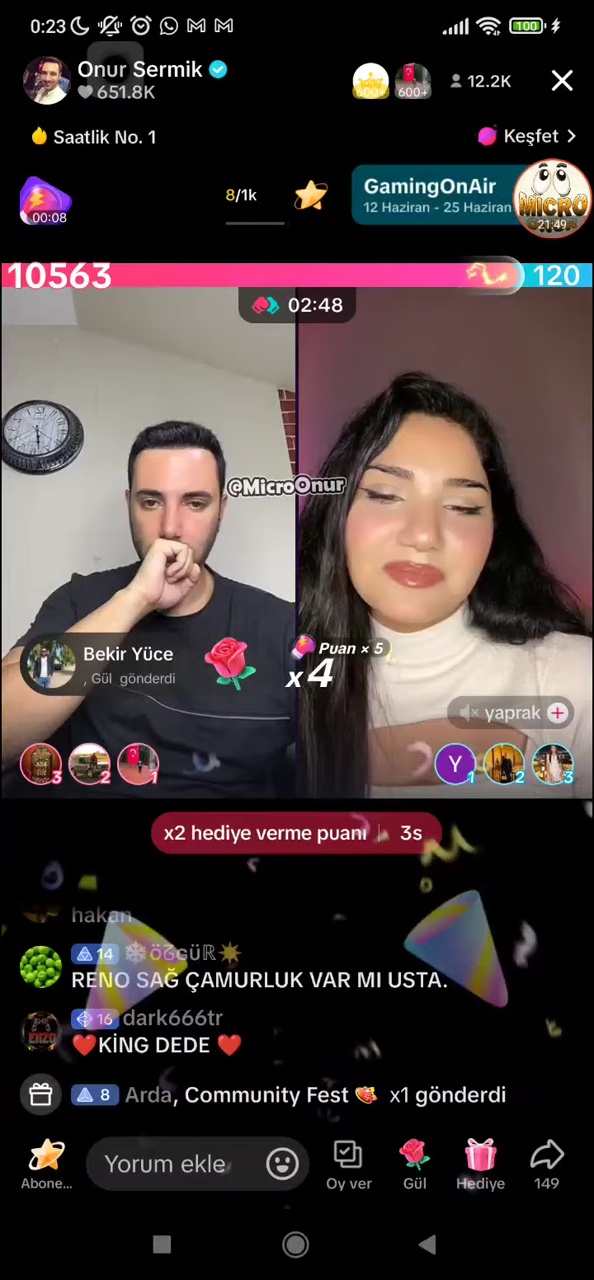 0:23
100
Onur Sermik
651.8K
600+
600+
12.2K
Saatlik No. 1
Keşfet
00:08
8/1k
GamingOnAir
12 Haziran - 25 Haziran
MICRO
21:49
10563
120
02:48
@MicroOnur
Bekir Yüce
, Gül gönderdi
Puan × 5
x4
yaprak
3
2
1
Y
1
2
3
x2 hediye verme puanı 3s
hakan
14 öƵGüℝ
RENO SAĞ ÇAMURLUK VAR MI USTA.
16 dark666tr
❤️KİNG DEDE ❤️
8 Arda, Community Fest x1 gönderdi
Abone...
Yorum ekle
Oy ver
Gül
Hediye
149